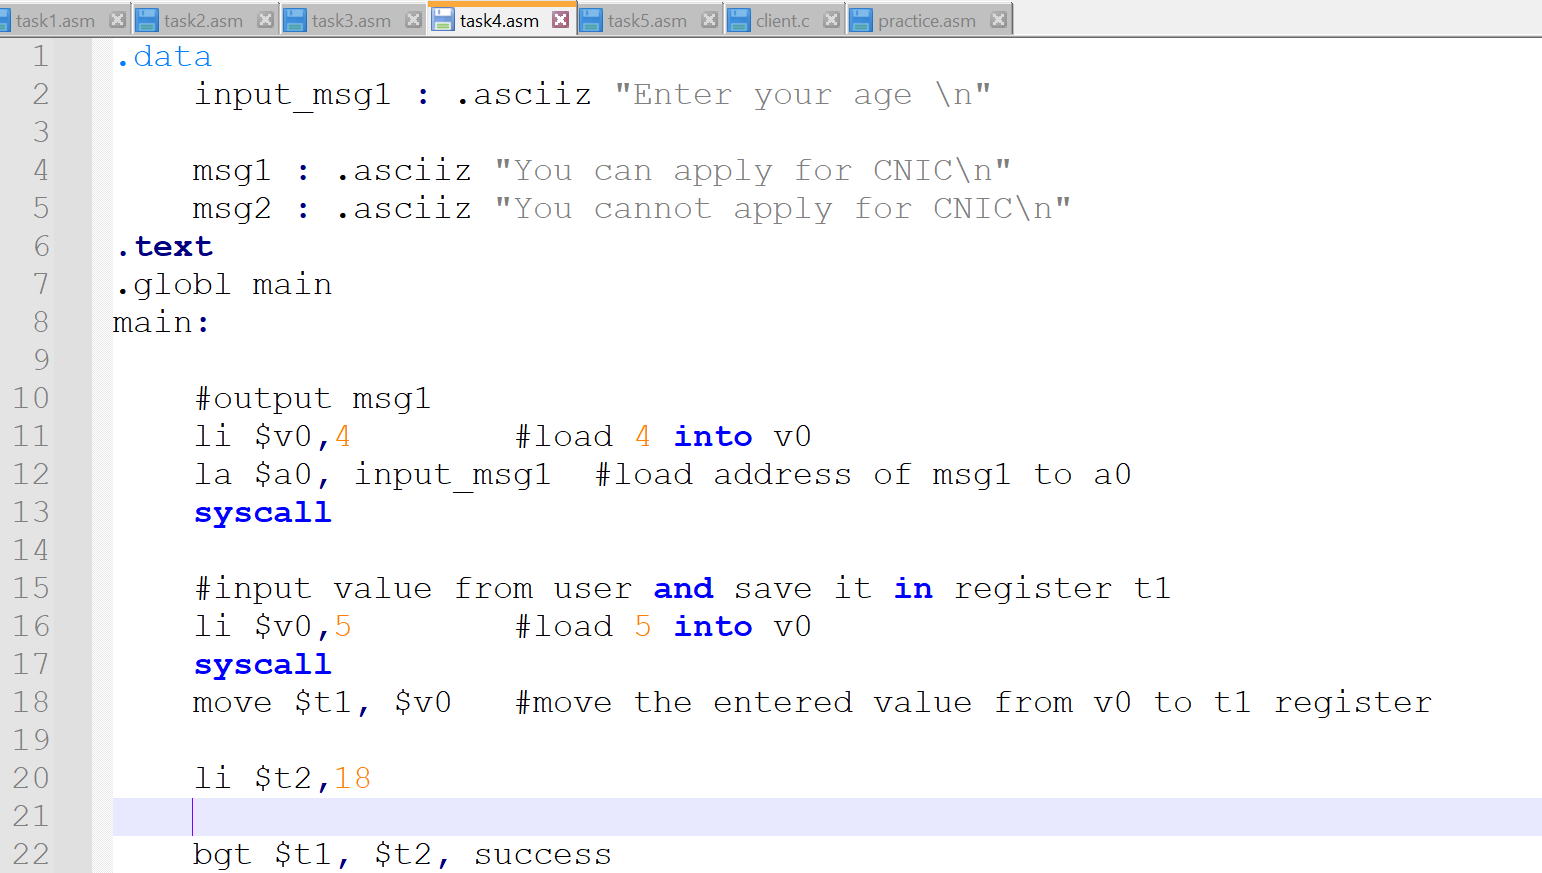 task1.asm task2.asm task3.asm task4.asm task5.asm client.c practice.asm
1 .data
2 input_msg1 : .asciiz "Enter your age \n"
3
4 msg1 : .asciiz "You can apply for CNIC\n"
5 msg2 : .asciiz "You cannot apply for CNIC\n"
6 .text
7 .globl main
8 main:
9
10 #output msg1
11 li $v0,4 #load 4 into v0
12 la $a0, input_msg1 #load address of msg1 to a0
13 syscall
14
15 #input value from user and save it in register t1
16 li $v0,5 #load 5 into v0
17 syscall
18 move $t1, $v0 #move the entered value from v0 to t1 register
19
20 li $t2,18
21
22 bgt $t1, $t2, success